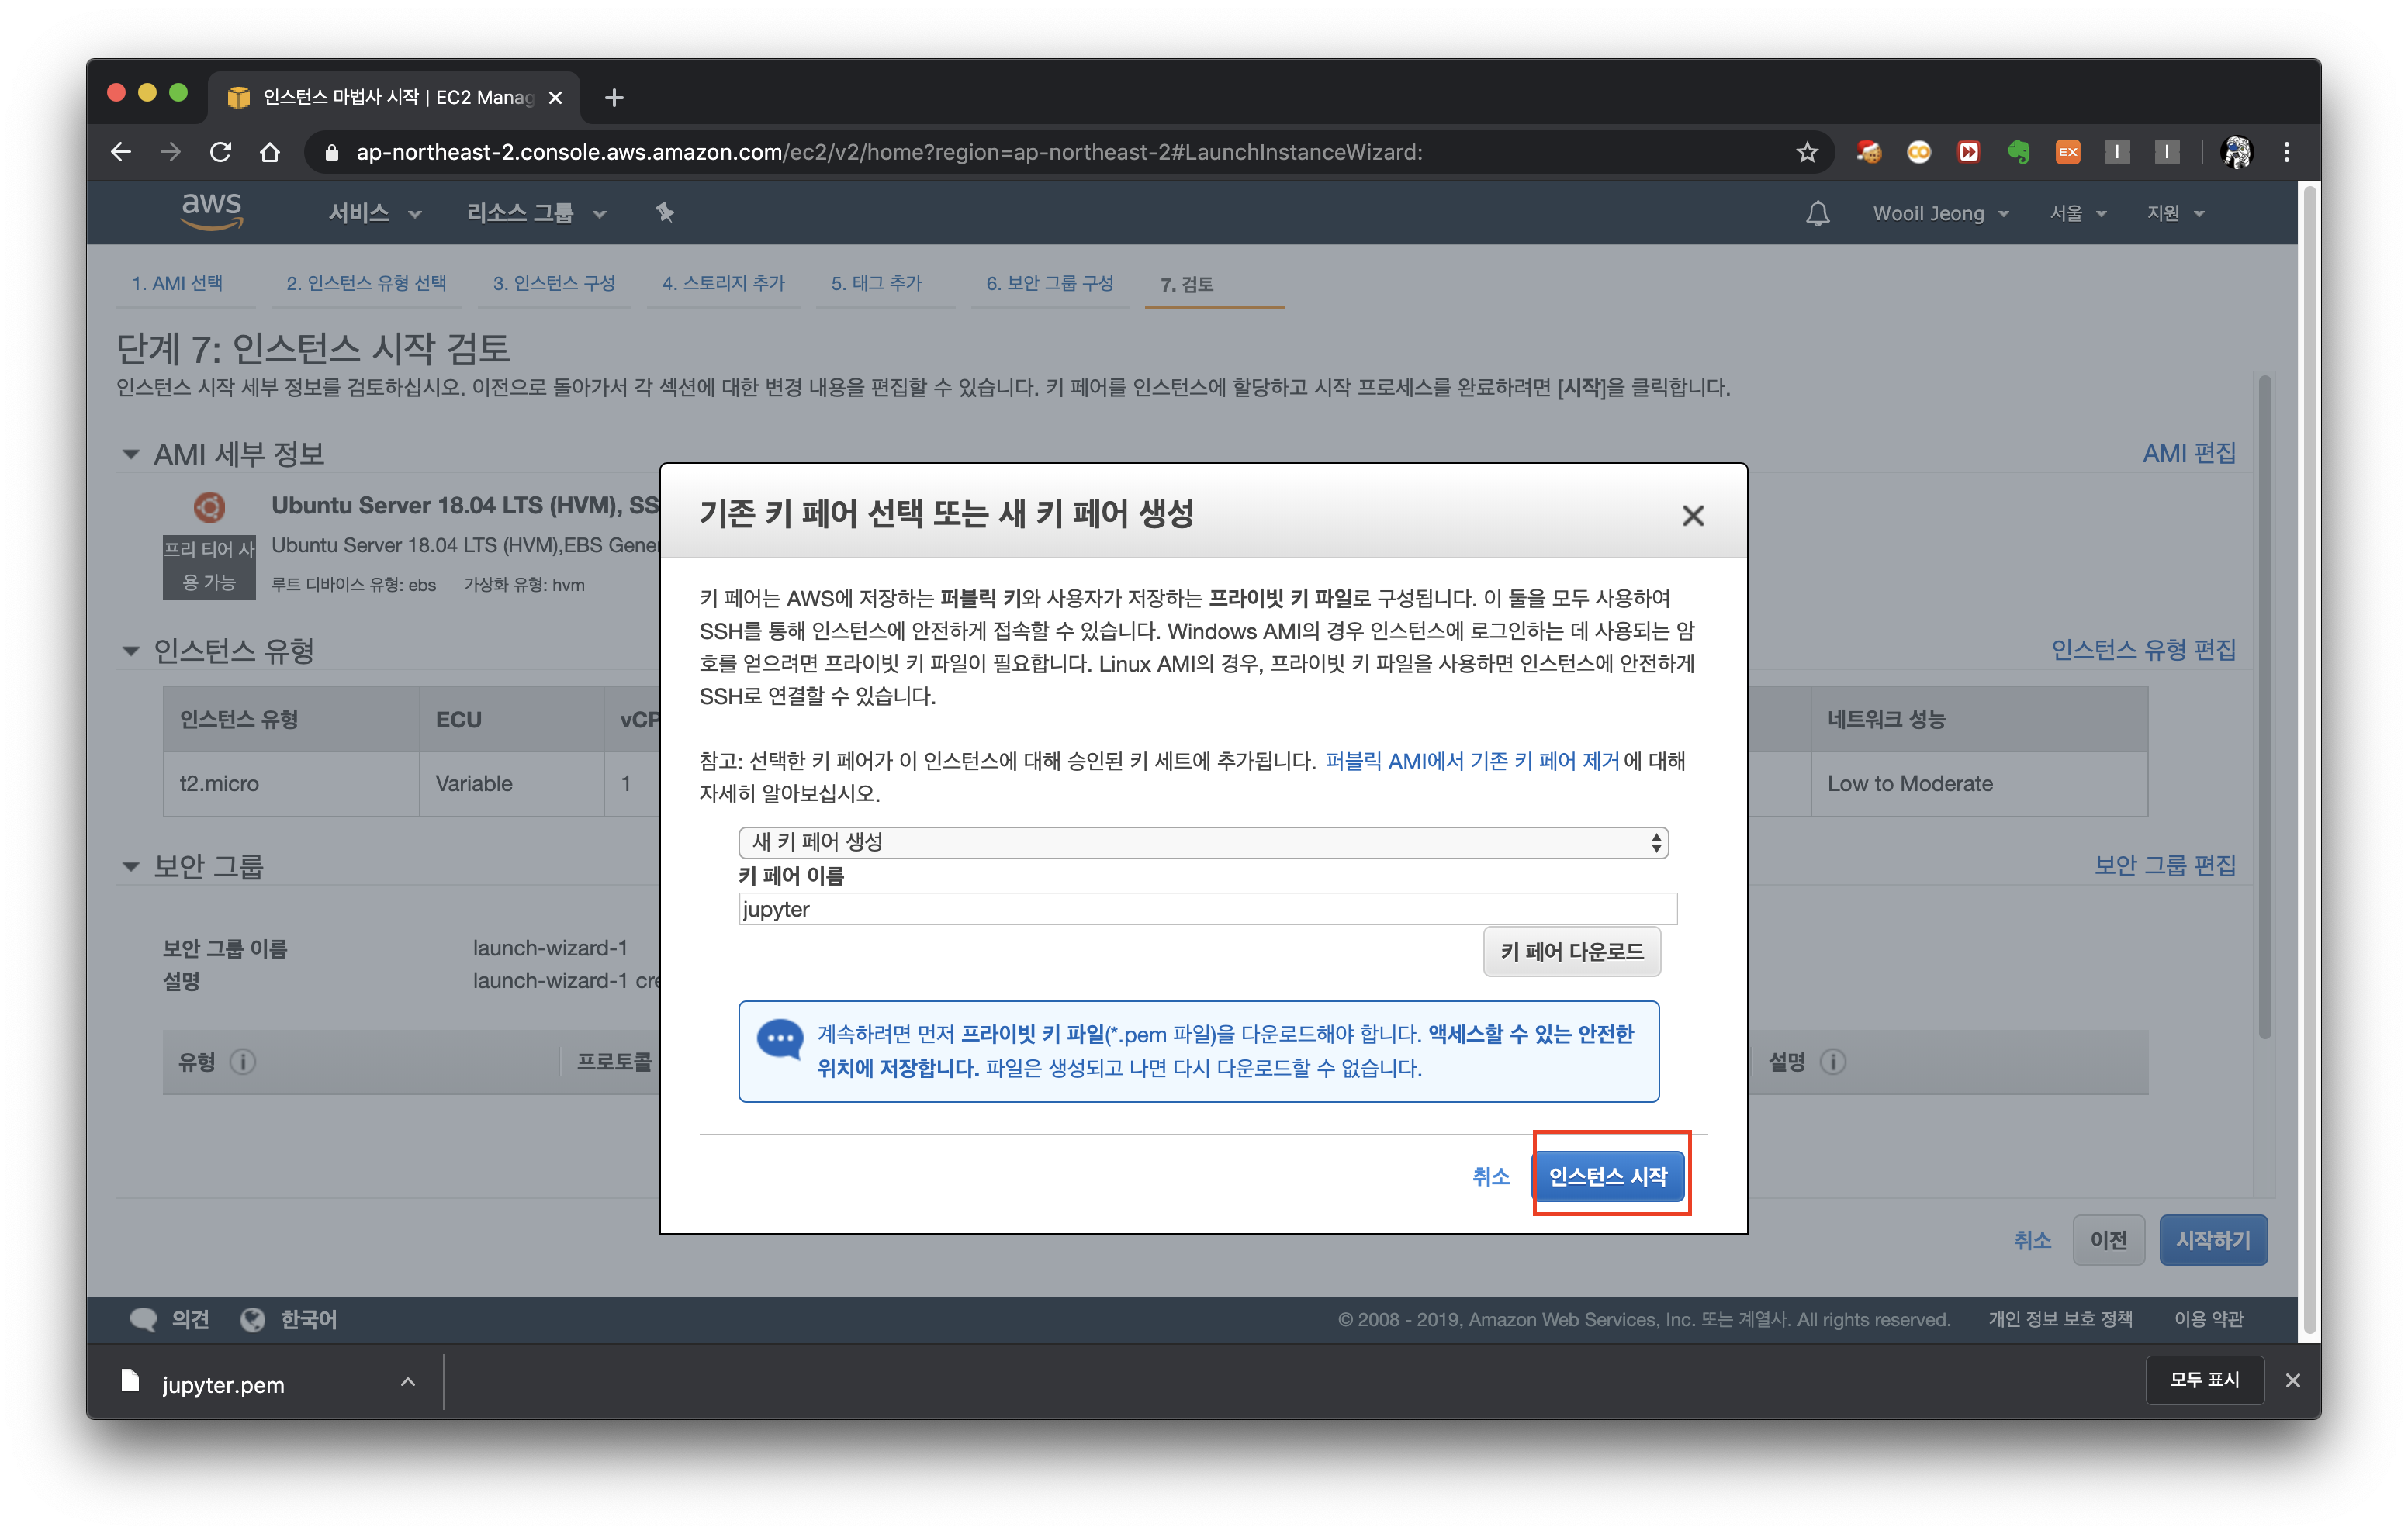 인스턴스 마법사 시작 | EC2 Manag
ap-northeast-2.console.aws.amazon.com/ec2/v2/home?region=ap-northeast-2#LaunchInstanceWizard:
EX
aws
서비스
리소스 그룹
Wooil Jeong
서울
지원
1. AMI 선택
2. 인스턴스 유형 선택
3. 인스턴스 구성
4. 스토리지 추가
5. 태그 추가
6. 보안 그룹 구성
7. 검토
단계 7: 인스턴스 시작 검토
인스턴스 시작 세부 정보를 검토하십시오. 이전으로 돌아가서 각 섹션에 대한 변경 내용을 편집할 수 있습니다. 키 페어를 인스턴스에 할당하고 시작 프로세스를 완료하려면 [시작]을 클릭합니다.
AMI 세부 정보
AMI 편집
Ubuntu Server 18.04 LTS (HVM), SS
프리 티어 사
용 가능
Ubuntu Server 18.04 LTS (HVM),EBS Gener
루트 디바이스 유형: ebs
가상화 유형: hvm
인스턴스 유형
인스턴스 유형 편집
인스턴스 유형
ECU
vCP
네트워크 성능
t2.micro
Variable
1
Low to Moderate
보안 그룹
보안 그룹 편집
보안 그룹 이름
launch-wizard-1
설명
launch-wizard-1 cre
유형
프로토콜
설명
기존 키 페어 선택 또는 새 키 페어 생성
키 페어는 AWS에 저장하는 퍼블릭 키와 사용자가 저장하는 프라이빗 키 파일로 구성됩니다. 이 둘을 모두 사용하여
SSH를 통해 인스턴스에 안전하게 접속할 수 있습니다. Windows AMI의 경우 인스턴스에 로그인하는 데 사용되는 암
호를 얻으려면 프라이빗 키 파일이 필요합니다. Linux AMI의 경우, 프라이빗 키 파일을 사용하면 인스턴스에 안전하게
SSH로 연결할 수 있습니다.
참고: 선택한 키 페어가 이 인스턴스에 대해 승인된 키 세트에 추가됩니다. 퍼블릭 AMI에서 기존 키 페어 제거에 대해
자세히 알아보십시오.
새 키 페어 생성
키 페어 이름
jupyter
키 페어 다운로드
계속하려면 먼저 프라이빗 키 파일(*.pem 파일)을 다운로드해야 합니다. 액세스할 수 있는 안전한
위치에 저장합니다. 파일은 생성되고 나면 다시 다운로드할 수 없습니다.
취소
인스턴스 시작
취소
이전
시작하기
의견
한국어
© 2008 - 2019, Amazon Web Services, Inc. 또는 계열사. All rights reserved.
개인 정보 보호 정책
이용 약관
jupyter.pem
모두 표시